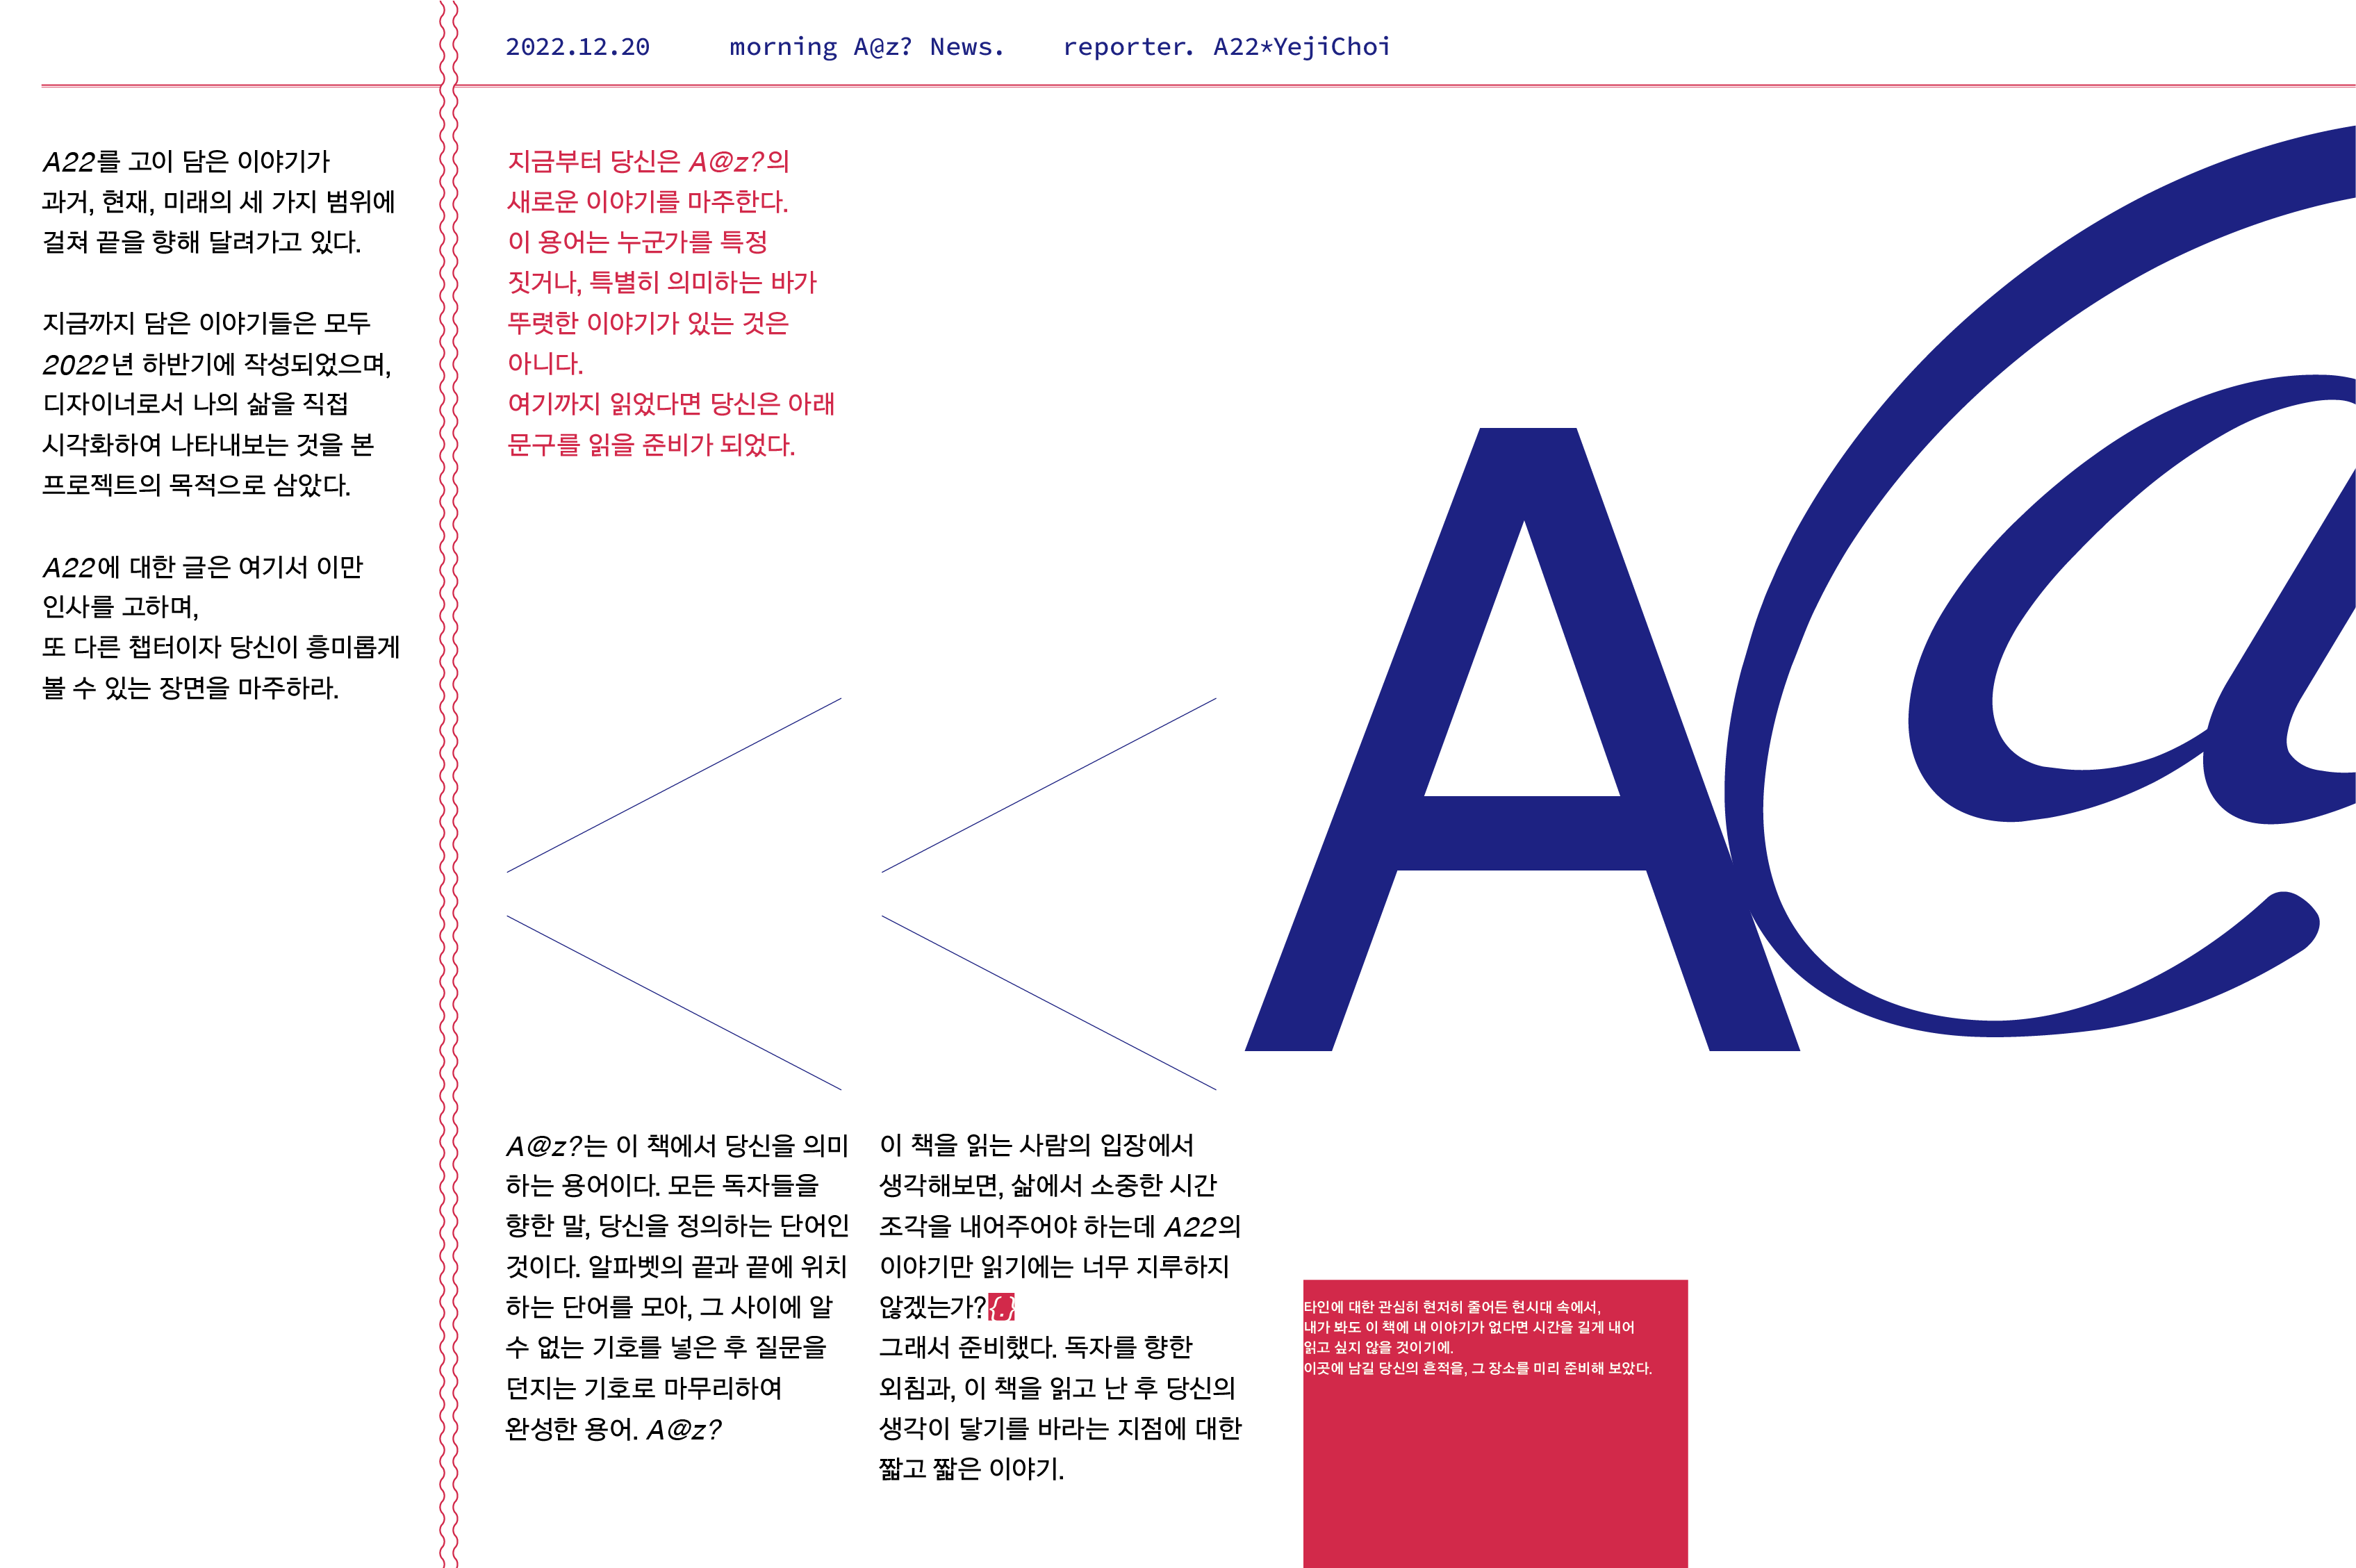 2022.12.20 morning A@z? News. reporter. A22*YejiChoi
A22를 고이 담은 이야기가
과거, 현재, 미래의 세 가지 범위에
걸쳐 끝을 향해 달려가고 있다.
지금까지 담은 이야기들은 모두
2022년 하반기에 작성되었으며,
디자이너로서 나의 삶을 직접
시각화하여 나타내보는 것을 본
프로젝트의 목적으로 삼았다.
A22에 대한 글은 여기서 이만
인사를 고하며,
또 다른 챕터이자 당신이 흥미롭게
볼 수 있는 장면을 마주하라.
지금부터 당신은 A@z?의
새로운 이야기를 마주한다.
이 용어는 누군가를 특정
짓거나, 특별히 의미하는 바가
뚜렷한 이야기가 있는 것은
아니다.
여기까지 읽었다면 당신은 아래
문구를 읽을 준비가 되었다.
A@
A@z?는 이 책에서 당신을 의미
하는 용어이다. 모든 독자들을
향한 말, 당신을 정의하는 단어인
것이다. 알파벳의 끝과 끝에 위치
하는 단어를 모아, 그 사이에 알
수 없는 기호를 넣은 후 질문을
던지는 기호로 마무리하여
완성한 용어. A@z?
이 책을 읽는 사람의 입장에서
생각해보면, 삶에서 소중한 시간
조각을 내어주어야 하는데 A22의
이야기만 읽기에는 너무 지루하지
않겠는가?{.}
그래서 준비했다. 독자를 향한
외침과, 이 책을 읽고 난 후 당신의
생각이 닿기를 바라는 지점에 대한
짧고 짧은 이야기.
타인에 대한 관심히 현저히 줄어든 현시대 속에서,
내가 봐도 이 책에 내 이야기가 없다면 시간을 길게 내어
읽고 싶지 않을 것이기에.
이곳에 남길 당신의 흔적을, 그 장소를 미리 준비해 보았다.